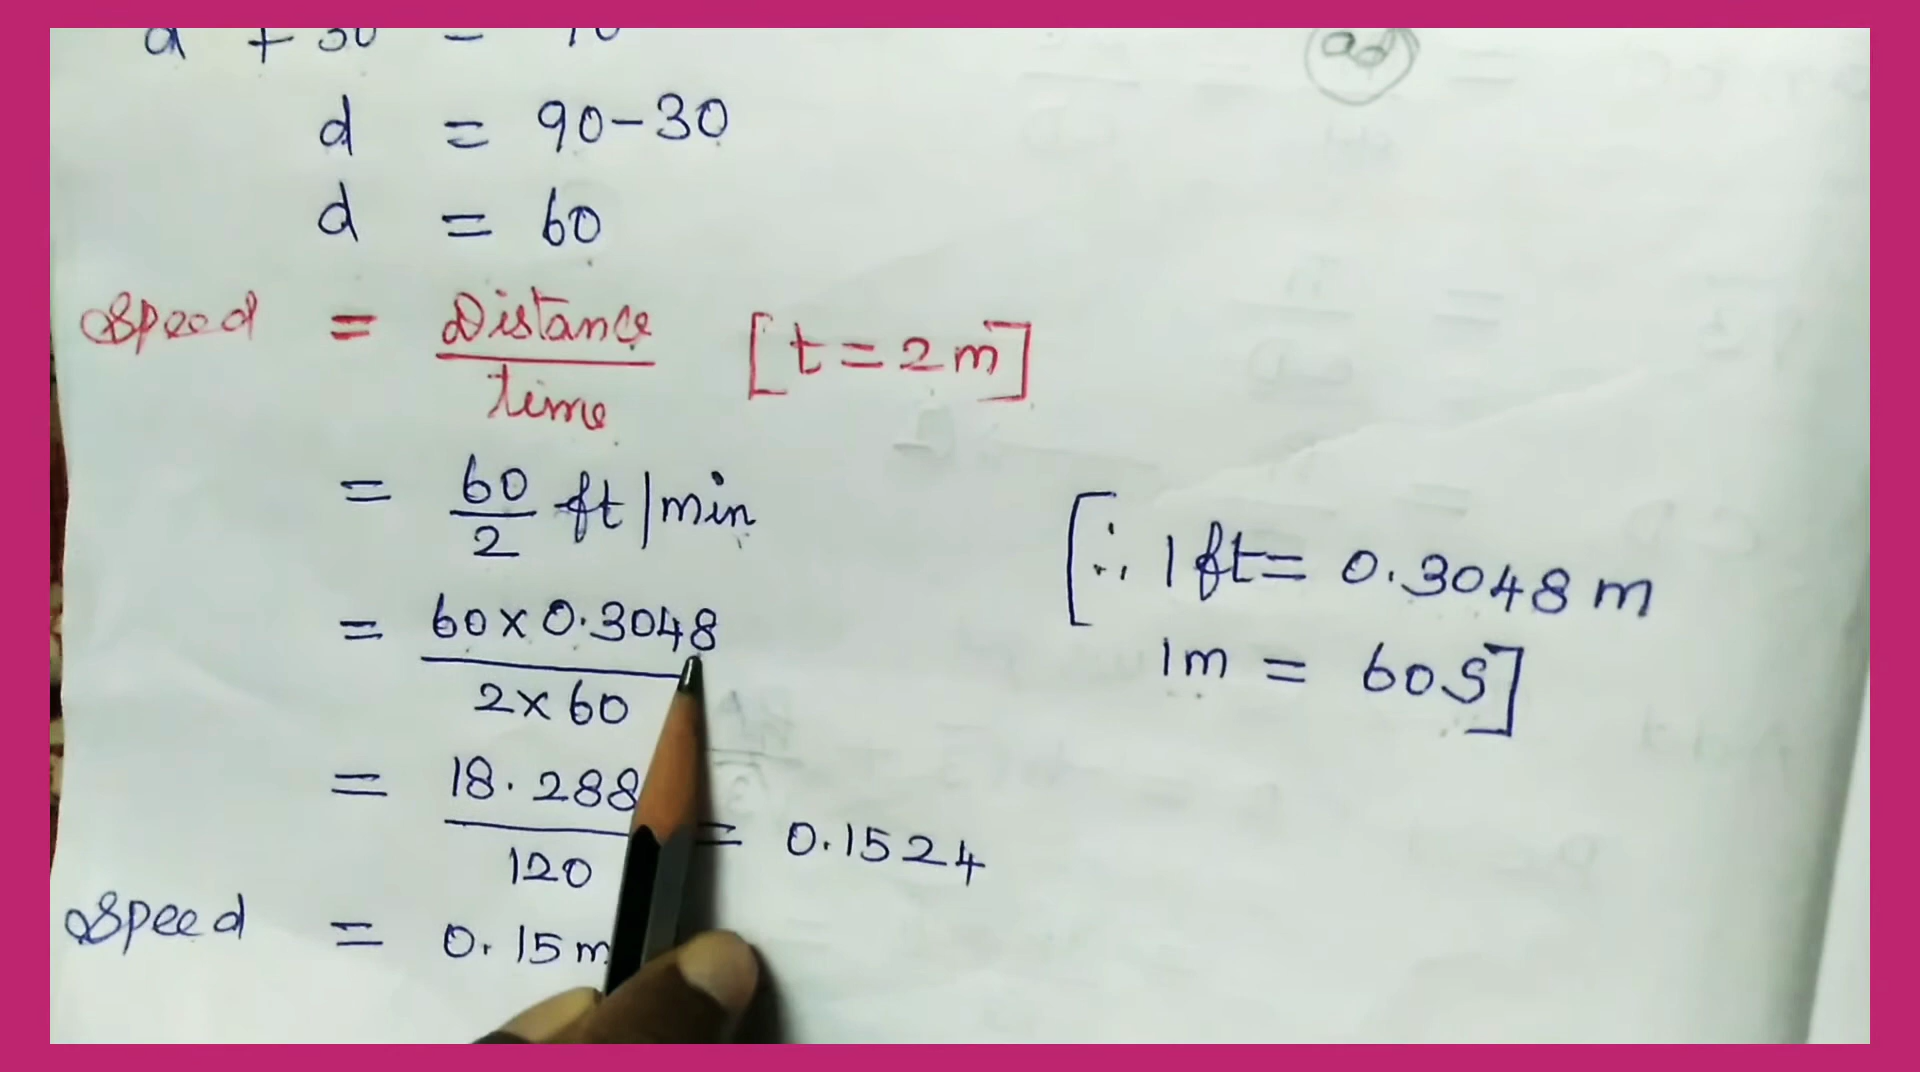 d = 90-30
d = 60
Speed = Distance/time [t=2m]
= 60/2 ft/min
[∵ 1ft= 0.3048m
= 60×0.3048/2×60
1m = 60S]
= 18.288/120 = 0.1524
Speed = 0.15m